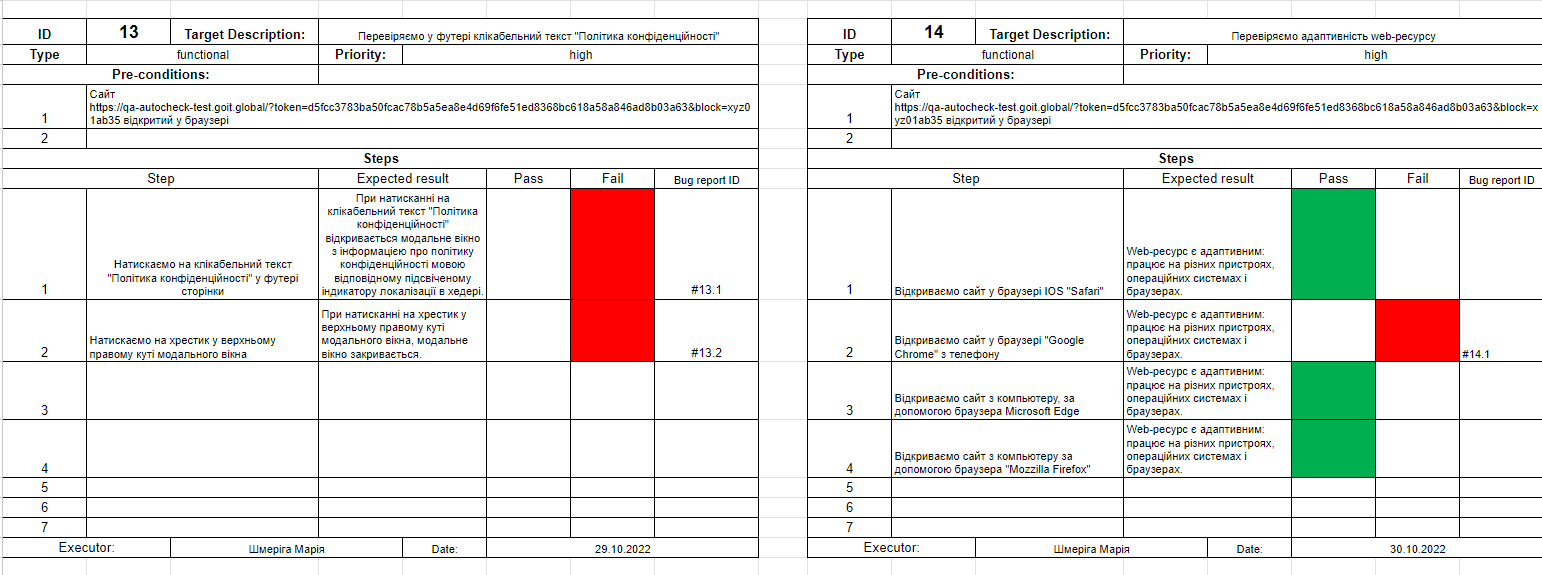 ID 13 Target Description: Перевіряємо у футері клікабельний текст "Політика конфіденційності"
Type functional Priority: high
Pre-conditions:
Сайт
https://qa-autocheck-test.goit.global/?token=d5fcc3783ba50fcac78b5a5ea8e4d69f6fe51ed8368bc618a58a846ad8b03a63&block=xyz0
1 1ab35 відкритий у браузері
2
Steps
Step Expected result Pass Fail Bug report ID
При натисканні на
клікабельний текст "Політика
конфіденційності"
відкривається модальне вікно
з інформацією про політику
конфіденційності мовою
відповідному підсвіченому
індикатору локалізації в хедері.
Натискаємо на клікабельний текст
"Політика конфіденційності" у футері
сторінки
1 #13.1
При натисканні на хрестик у
верхньому правому куті
модального вікна, модальне
вікно закривається.
Натискаємо на хрестик у верхньому
правому куті модального вікна
2 #13.2
3
4
5
6
7
Executor: Шмеріга Марія Date: 29.10.2022
ID 14 Target Description: Перевіряємо адаптивність web-ресурсу
Type functional Priority: high
Pre-conditions:
Сайт
https://qa-autocheck-test.goit.global/?token=d5fcc3783ba50fcac78b5a5ea8e4d69f6fe51ed8368bc618a58a846ad8b03a63&block=x
1 yz01ab35 відкритий у браузері
2
Steps
Step Expected result Pass Fail Bug report ID
Web-ресурс є адаптивним:
працює на різних пристроях,
операційних системах і
браузерах.
1 Відкриваємо сайт у браузері IOS "Safari"
Web-ресурс є адаптивним:
працює на різних пристроях,
операційних системах і
браузерах.
Відкриваємо сайт у браузері "Google
Chrome" з телефону
2 #14.1
Web-ресурс є адаптивним:
працює на різних пристроях,
операційних системах і
браузерах.
Відкриваємо сайт з компьютеру, за
допомогою браузера Microsoft Edge
3
Web-ресурс є адаптивним:
працює на різних пристроях,
операційних системах і
браузерах.
Відкриваємо сайт з компьютеру за
допомогою браузера "Mozzilla Firefox"
4
5
6
7
Executor: Шмеріга Марія Date: 30.10.2022